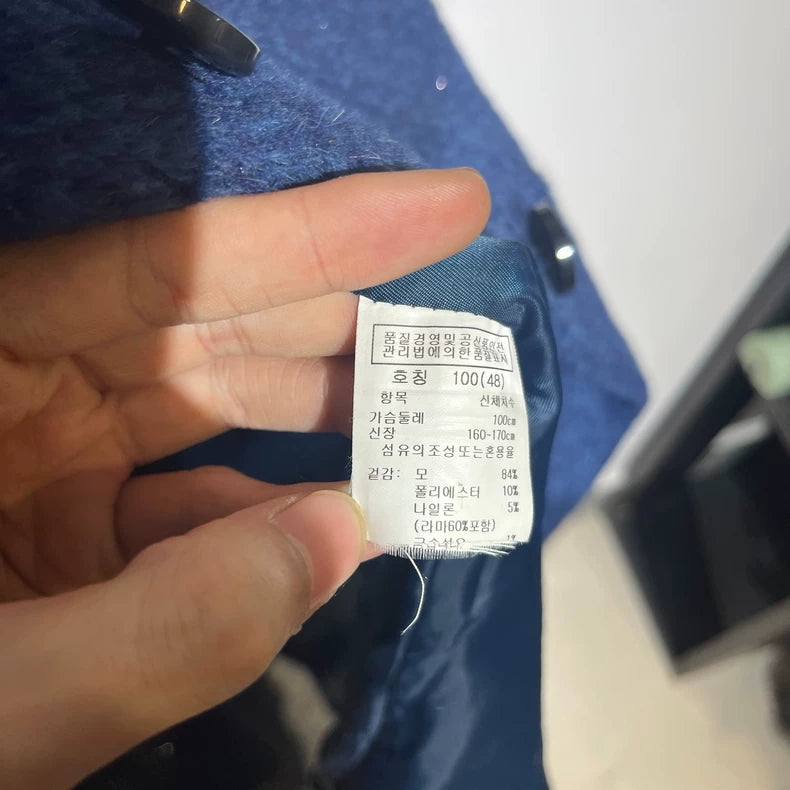 품질경영및공산품안전
관리법에의한품질표시
호칭 100(48)
항목 신체치수
가슴둘레 100cm
신장 160~170cm
섬유의조성또는혼용율
겉감: 모 84%
폴리에스터 10%
나일론 5%
(라마60%포함)